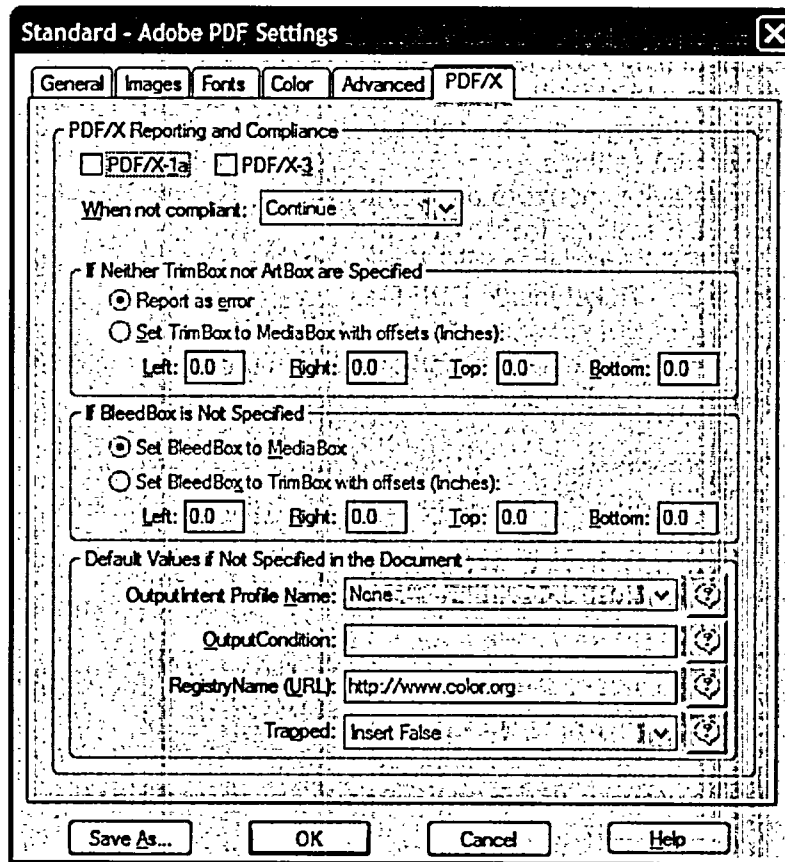 Standard - Adobe PDF Settings
General Images Fonts Color Advanced PDF/X
PDF/X Reporting and Compliance
PDF/X-1a PDF/X-3
When not compliant: Continue
If Neither TrimBox nor ArtBox are Specified
Report as error
Set TrimBox to MediaBox with offsets (Inches):
Left: 0.0 Right: 0.0 Top: 0.0 Bottom: 0.0
If BleedBox is Not Specified
Set BleedBox to MediaBox
Set BleedBox to TrimBox with offsets (Inches):
Left: 0.0 Right: 0.0 Top: 0.0 Bottom: 0.0
Default Values if Not Specified in the Document
OutputIntent Profile Name: None ?
OutputCondition: ?
RegistryName (URL): http://www.color.org ?
Trapped: Insert False ?
Save As... OK Cancel Help